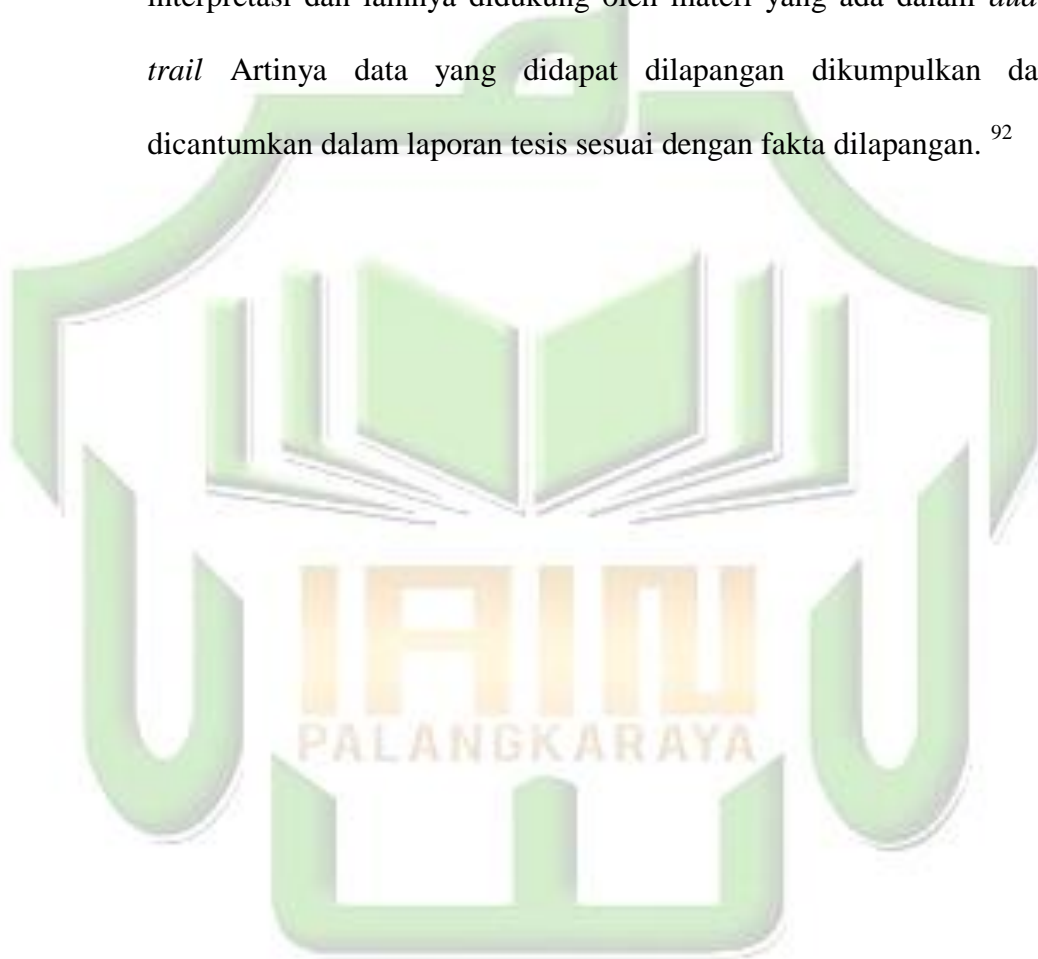 interpretasi dan lainnya didukung oleh materi yang ada dalam
trail Artinya data yang didapat dilapangan dikumpulkan
dicantumkan dalam laporan tesis sesuai dengan fakta dilapangan. 92
IAIN
PALANGKARAYA